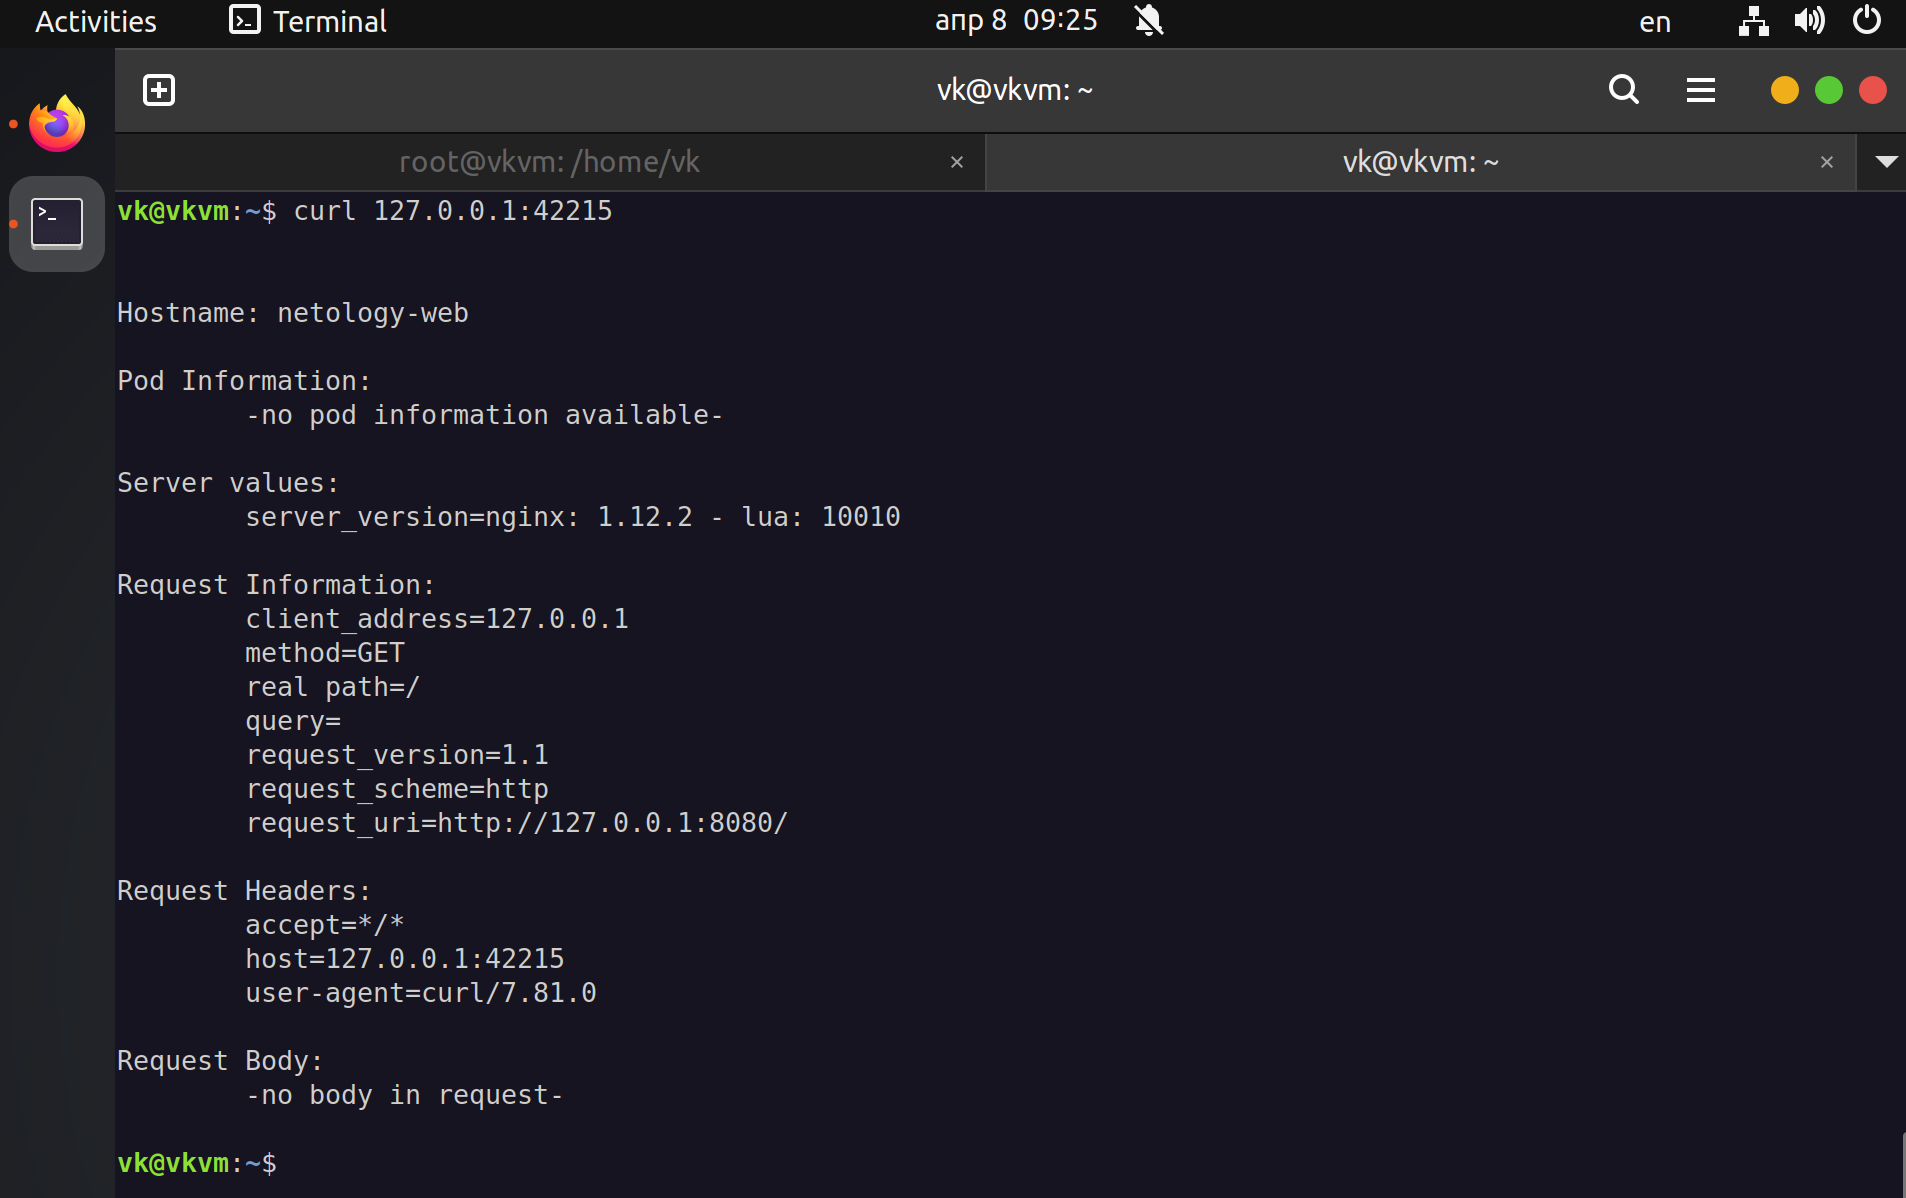 Activities Terminal апр 8 09:25 en
vk@vkvm: ~
root@vkvm: /home/vk × vk@vkvm: ~ ×
vk@vkvm:~$ curl 127.0.0.1:42215
Hostname: netology-web
Pod Information:
-no pod information available-
Server values:
server_version=nginx: 1.12.2 - lua: 10010
Request Information:
client_address=127.0.0.1
method=GET
real path=/
query=
request_version=1.1
request_scheme=http
request_uri=http://127.0.0.1:8080/
Request Headers:
accept=*/*
host=127.0.0.1:42215
user-agent=curl/7.81.0
Request Body:
-no body in request-
vk@vkvm:~$